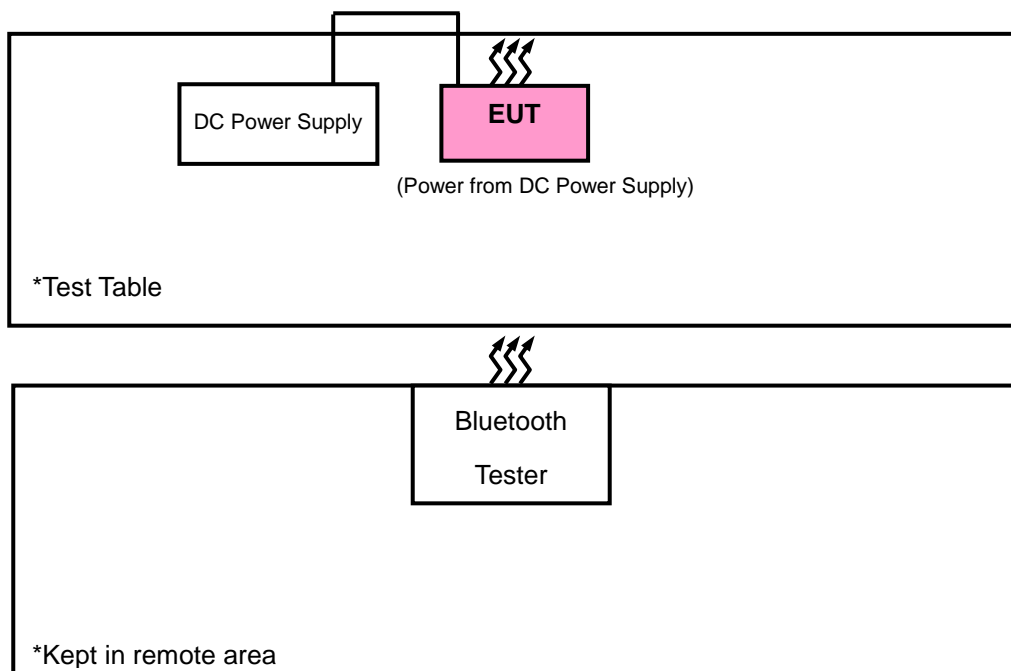 DC Power Supply
EUT
(Power from DC Power Supply)
*Test Table
Bluetooth
Tester
*Kept in remote area